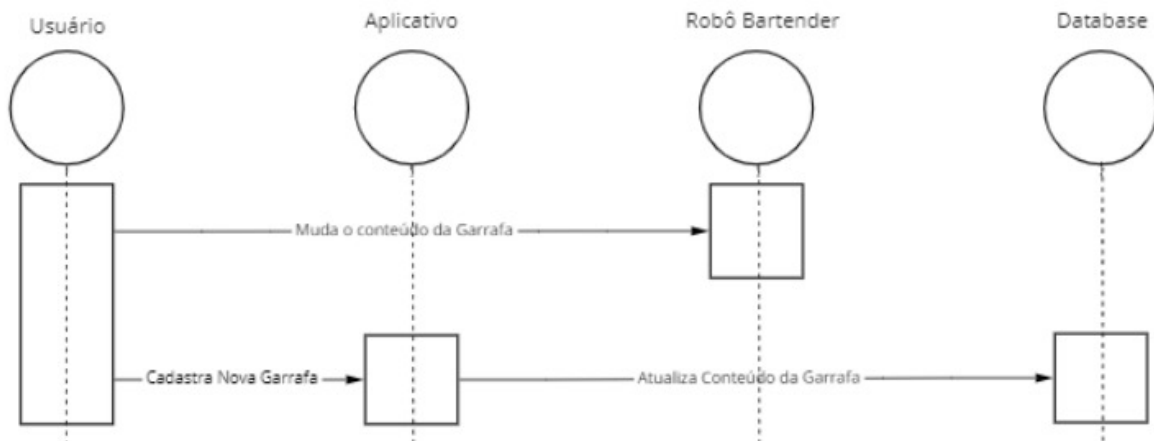 Usuário
Aplicativo
Robô Bartender
Database
Muda o conteúdo da Garrafa
Cadastra Nova Garrafa
Atualiza Conteúdo da Garrafa